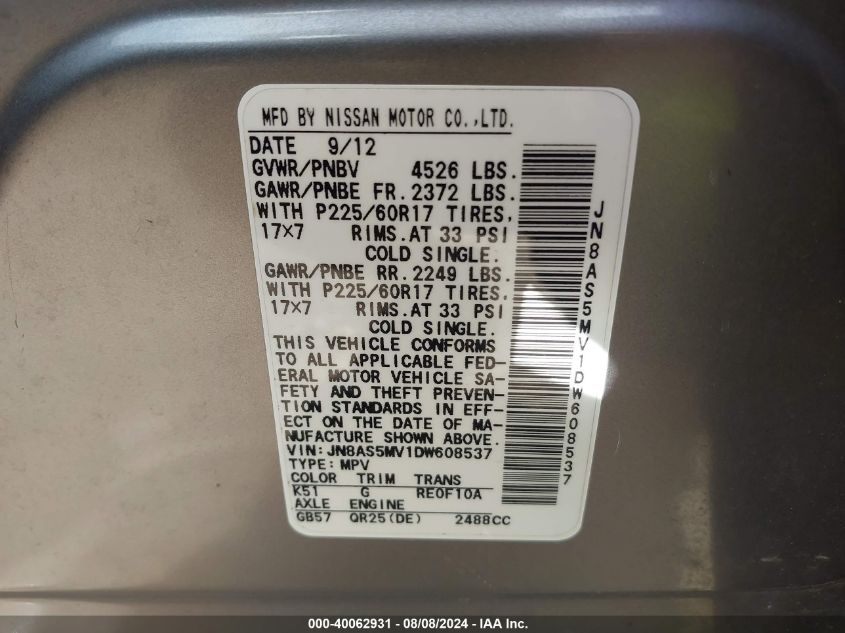 MFD BY NISSAN MOTOR CO.,LTD.
DATE 9/12
GVWR/PNBV 4526 LBS.
GAWR/PNBE FR. 2372 LBS.
WITH P225/60R17 TIRES,
17×7 RIMS.AT 33 PSI
COLD SINGLE.
GAWR/PNBE RR. 2249 LBS.
WITH P225/60R17 TIRES,
17×7 RIMS.AT 33 PSI
COLD SINGLE.
THIS VEHICLE CONFORMS
TO ALL APPLICABLE FED-
ERAL MOTOR VEHICLE SA-
FETY AND THEFT PREVEN-
TION STANDARDS IN EFF-
ECT ON THE DATE OF MA-
NUFACTURE SHOWN ABOVE.
VIN:JN8AS5MV1DW608537
TYPE:MPV
COLOR TRIM TRANS
K51 G RE0F10A
AXLE ENGINE
GB57 QR25(DE) 2488CC
JN8AS5MV1DW608537
000-40062931 - 08/08/2024 - IAA Inc.